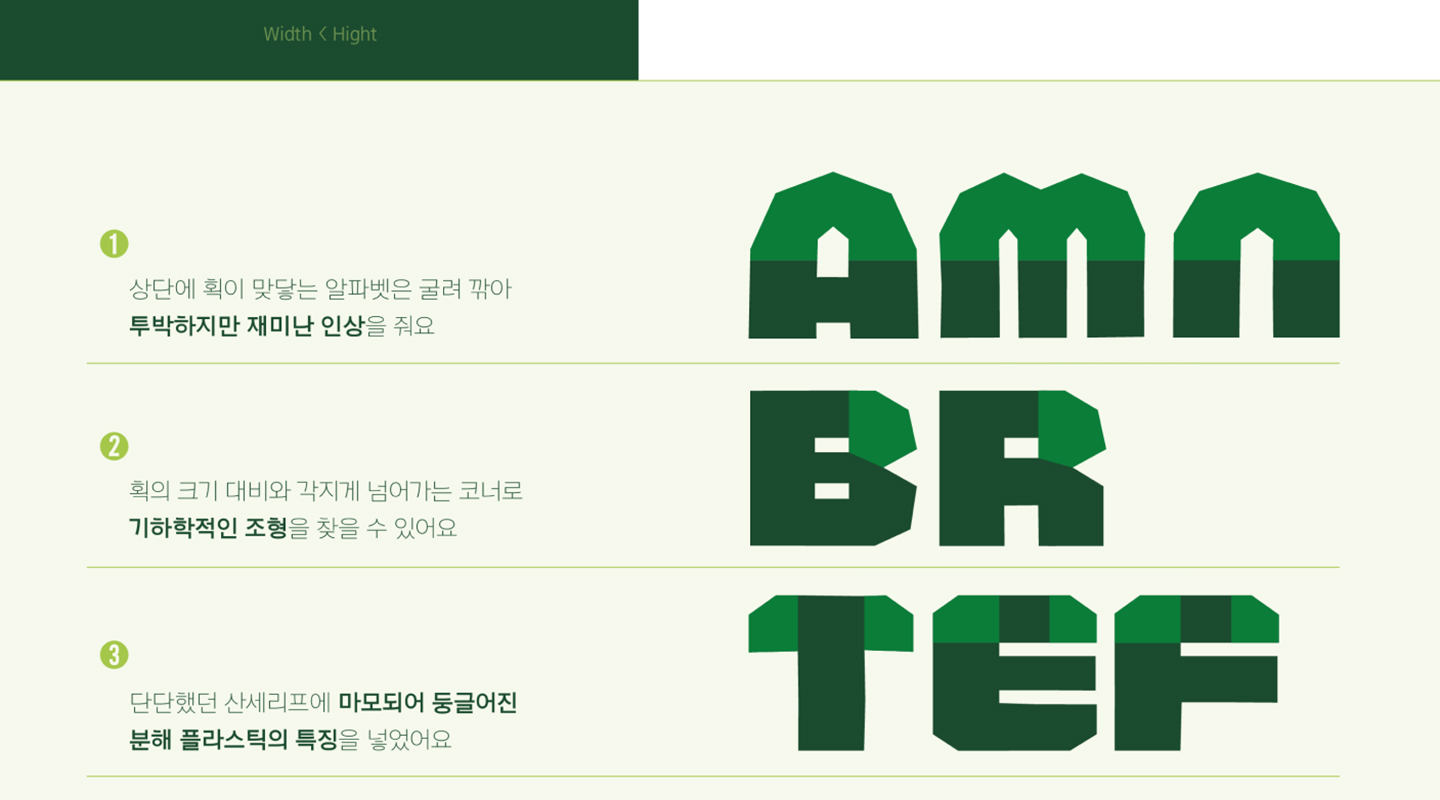 Width < Hight
1
상단에 획이 맞닿는 알파벳은 굴려 깎아
투박하지만 재미난 인상을 줘요
AMN
2
획의 크기 대비와 각지게 넘어가는 코너로
기하학적인 조형을 찾을 수 있어요
BR
3
단단했던 산세리프에 마모되어 둥글어진
분해 플라스틱의 특징을 넣었어요
TEF